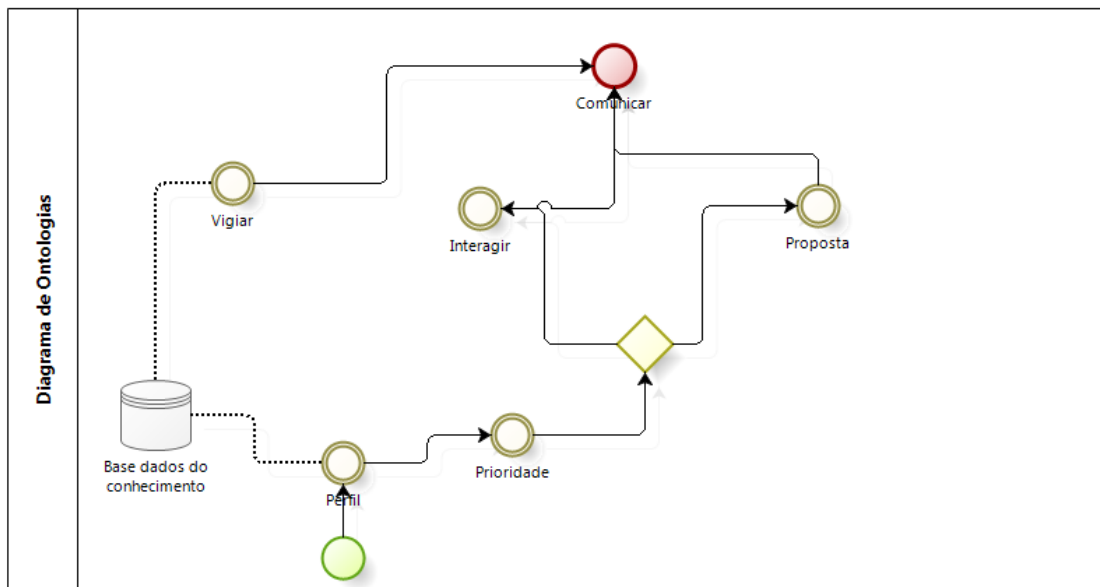 Diagrama de Ontologias
Comunicar
Vigiar
Interagir
Proposta
Base dados do
conhecimento
Prioridade
Perfil